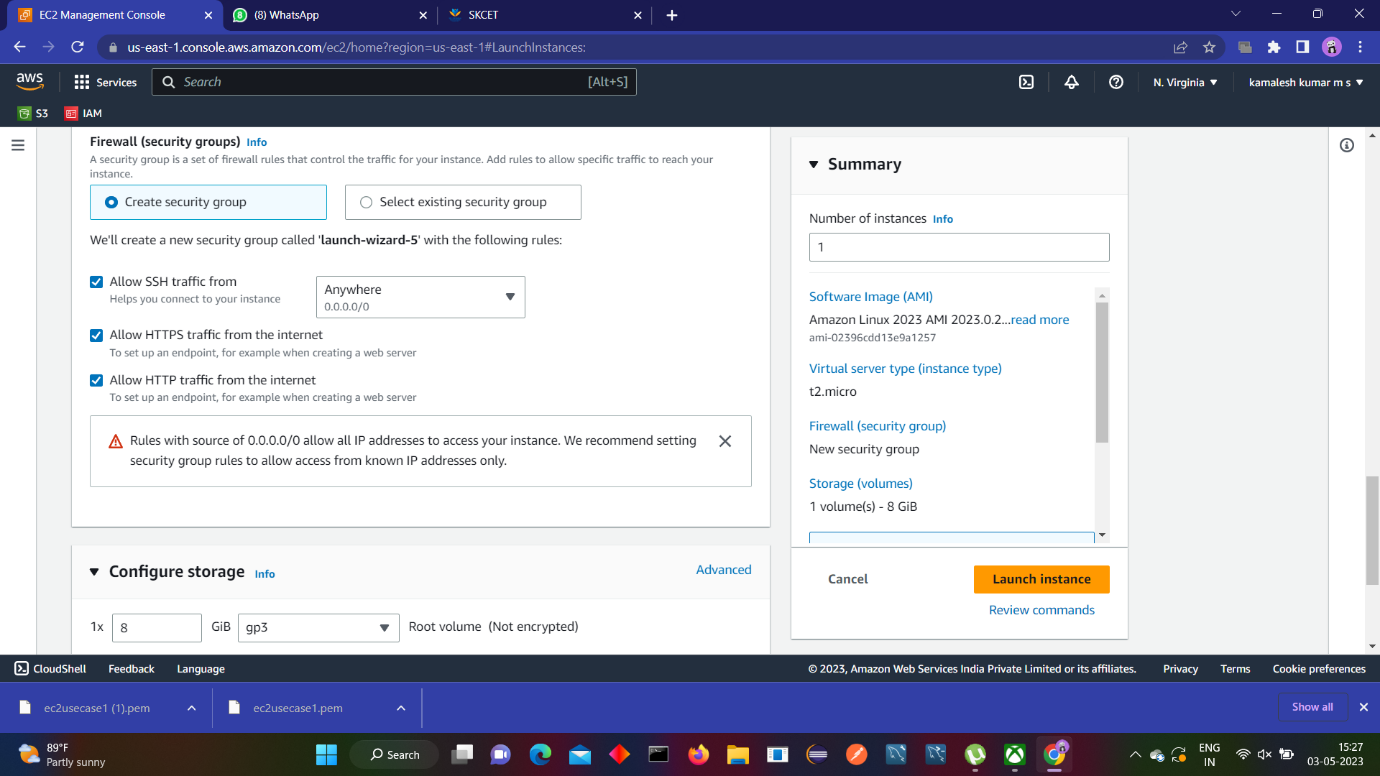 EC2 Management Console
(8) WhatsApp
SKCET
us-east-1.console.aws.amazon.com/ec2/home?region=us-east-1#LaunchInstances:
aws
Services
Search
[Alt+S]
N. Virginia
kamalesh kumar m s
S3
IAM
Firewall (security groups) Info
A security group is a set of firewall rules that control the traffic for your instance. Add rules to allow specific traffic to reach your
instance.
Create security group
Select existing security group
We'll create a new security group called 'launch-wizard-5' with the following rules:
Allow SSH traffic from
Helps you connect to your instance
Anywhere
0.0.0.0/0
Allow HTTPS traffic from the internet
To set up an endpoint, for example when creating a web server
Allow HTTP traffic from the internet
To set up an endpoint, for example when creating a web server
Rules with source of 0.0.0.0/0 allow all IP addresses to access your instance. We recommend setting
security group rules to allow access from known IP addresses only.
Configure storage Info
Advanced
1x
8
GiB
gp3
Root volume (Not encrypted)
Summary
Number of instances Info
1
Software Image (AMI)
Amazon Linux 2023 AMI 2023.0.2...read more
ami-02396cdd13e9a1257
Virtual server type (instance type)
t2.micro
Firewall (security group)
New security group
Storage (volumes)
1 volume(s) - 8 GiB
Cancel
Launch instance
Review commands
CloudShell
Feedback
Language
© 2023, Amazon Web Services India Private Limited or its affiliates.
Privacy
Terms
Cookie preferences
ec2usecase1 (1).pem
ec2usecase1.pem
Show all
89°F
Partly sunny
Search
ENG
IN
15:27
03-05-2023